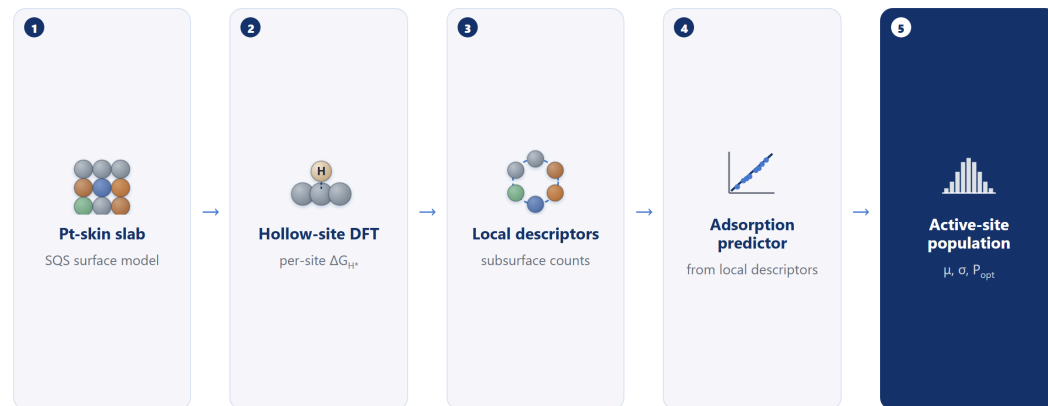 1
Pt-skin slab
SQS surface model
→
2
H
Hollow-site DFT
per-site ΔG_H*
→
3
Local descriptors
subsurface counts
→
4
Adsorption
predictor
from local descriptors
→
5
Active-site
population
μ, σ, P_opt